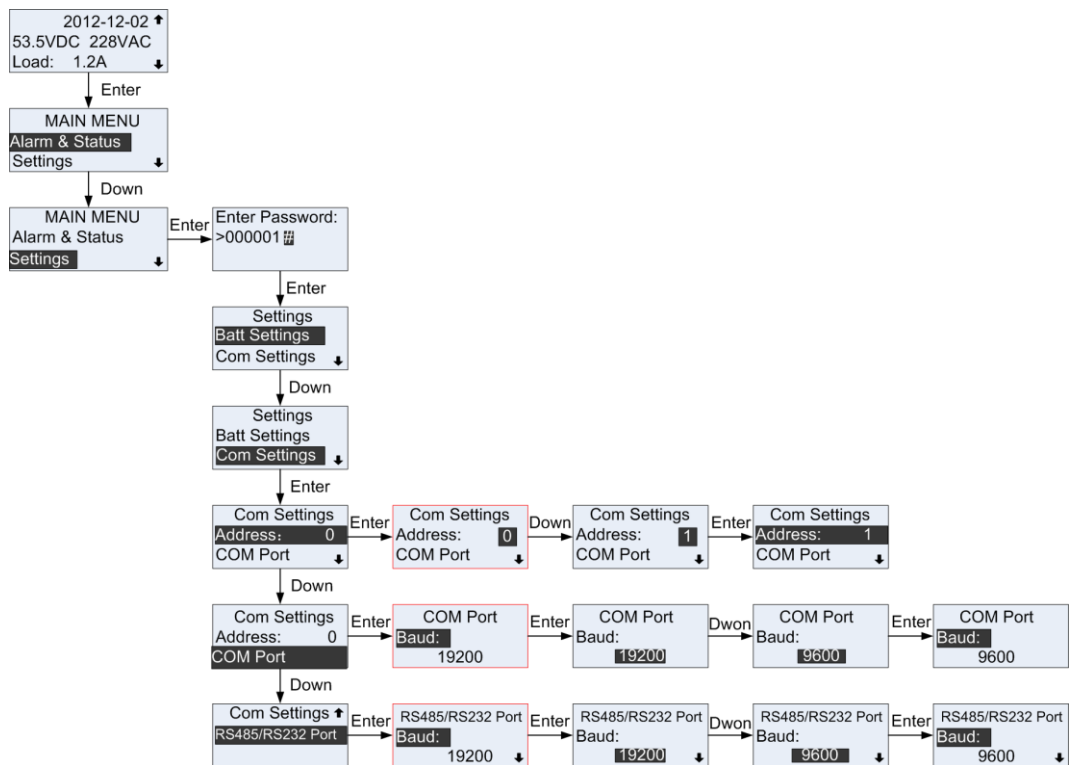 2012-12-02
53.5VDC 228VAC
Load: 1.2A
Enter
MAIN MENU
Alarm & Status
Settings
Down
MAIN MENU
Alarm & Status
Settings
Enter
Enter Password:
>000001#
Enter
Settings
Batt Settings
Com Settings
Down
Settings
Batt Settings
Com Settings
Enter
Com Settings
Address: 0
COM Port
Enter
Com Settings
Address: 0
COM Port
Down
Com Settings
Address: 1
COM Port
Enter
Com Settings
Address: 1
COM Port
Down
Com Settings
Address: 0
COM Port
Enter
COM Port
Baud:
19200
Enter
COM Port
Baud:
19200
Dwon
COM Port
Baud:
9600
Enter
COM Port
Baud:
9600
Down
Com Settings
RS485/RS232 Port
Enter
RS485/RS232 Port
Baud:
19200
Enter
RS485/RS232 Port
Baud:
19200
Dwon
RS485/RS232 Port
Baud:
9600
Enter
RS485/RS232 Port
Baud:
9600